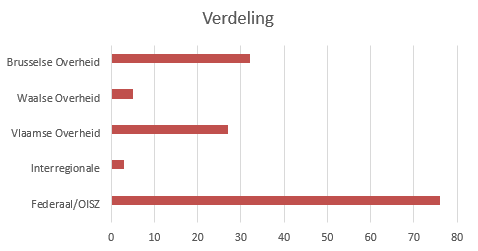 Verdeling
Brusselse Overheid
Waalse Overheid
Vlaamse Overheid
Interregionale
Federaal/OISZ
0 10 20 30 40 50 60 70 80